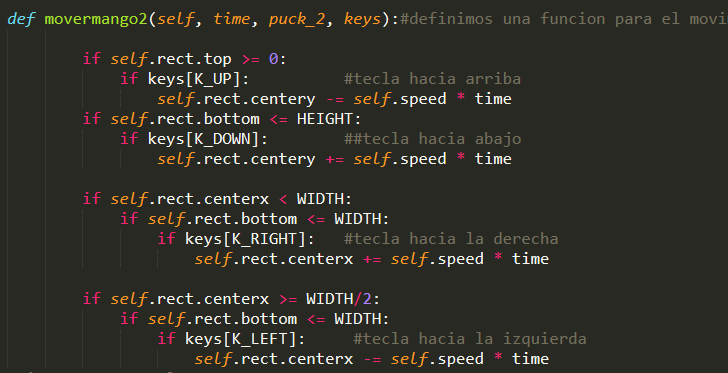 def movermango2(self, time, puck_2, keys):#definimos una funcion para el
if self.rect.top >= 0:
if keys[K_UP]: #tecla hacia arriba
self.rect.centery -= self.speed * time
if self.rect.bottom <= HEIGHT:
if keys[K_DOWN]: ##tecla hacia abajo
self.rect.centery += self.speed * time
if self.rect.centerx < WIDTH:
if self.rect.bottom <= WIDTH:
if keys[K_RIGHT]: #tecla hacia la derecha
self.rect.centerx += self.speed * time
if self.rect.centerx >= WIDTH/2:
if self.rect.bottom <= WIDTH:
if keys[K_LEFT]: #tecla hacia la izquierda
self.rect.centerx -= self.speed * time